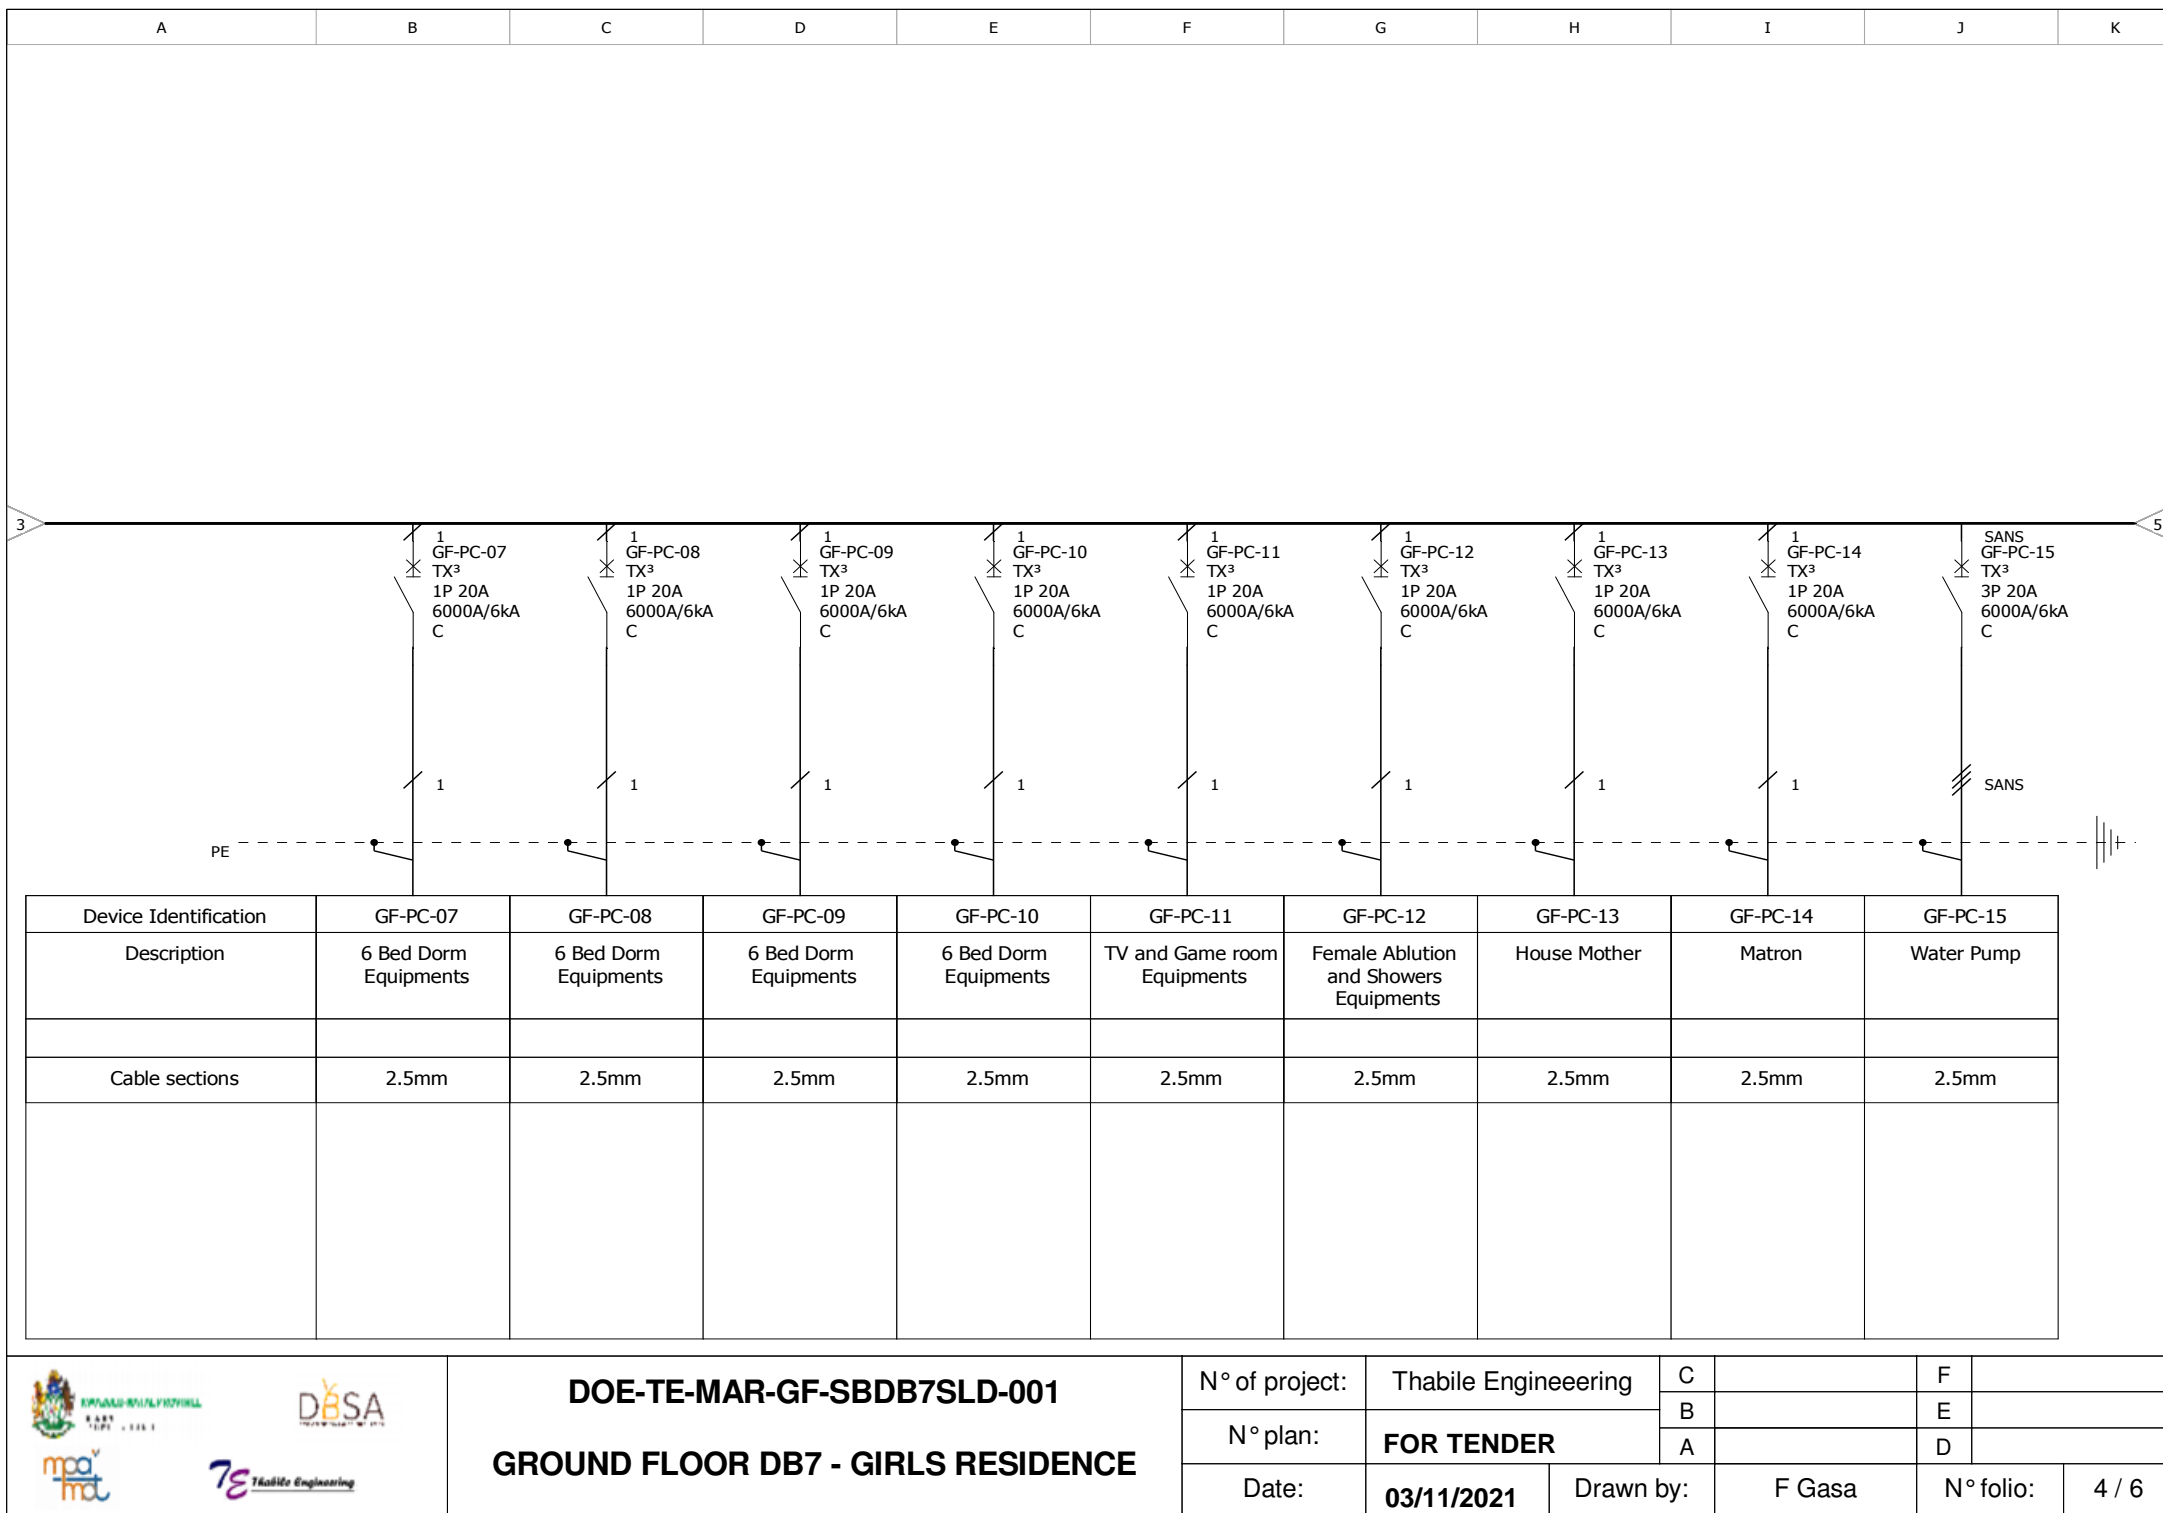 A B C D E F G H I J K
3 5
1 1 1 1 1 1 1 1 SANS
GF-PC-07 GF-PC-08 GF-PC-09 GF-PC-10 GF-PC-11 GF-PC-12 GF-PC-13 GF-PC-14 GF-PC-15
TX³ TX³ TX³ TX³ TX³ TX³ TX³ TX³ TX³
1P 20A 1P 20A 1P 20A 1P 20A 1P 20A 1P 20A 1P 20A 1P 20A 3P 20A
6000A/6kA 6000A/6kA 6000A/6kA 6000A/6kA 6000A/6kA 6000A/6kA 6000A/6kA 6000A/6kA 6000A/6kA
C C C C C C C C C
1 1 1 1 1 1 1 1 SANS
PE
Device Identification GF-PC-07 GF-PC-08 GF-PC-09 GF-PC-10 GF-PC-11 GF-PC-12 GF-PC-13 GF-PC-14 GF-PC-15
Description 6 Bed Dorm 6 Bed Dorm 6 Bed Dorm 6 Bed Dorm TV and Game room Female Ablution House Mother Matron Water Pump
Equipments Equipments Equipments Equipments Equipments and Showers
Equipments
Cable sections 2.5mm 2.5mm 2.5mm 2.5mm 2.5mm 2.5mm 2.5mm 2.5mm 2.5mm
DBSA
mpa
mdt
TE Thabile Engineering
DOE-TE-MAR-GF-SBDB7SLD-001
GROUND FLOOR DB7 - GIRLS RESIDENCE
N° of project: Thabile Engineeering C F
B E
N° plan: FOR TENDER A D
Date: 03/11/2021 Drawn by: F Gasa N° folio: 4 / 6